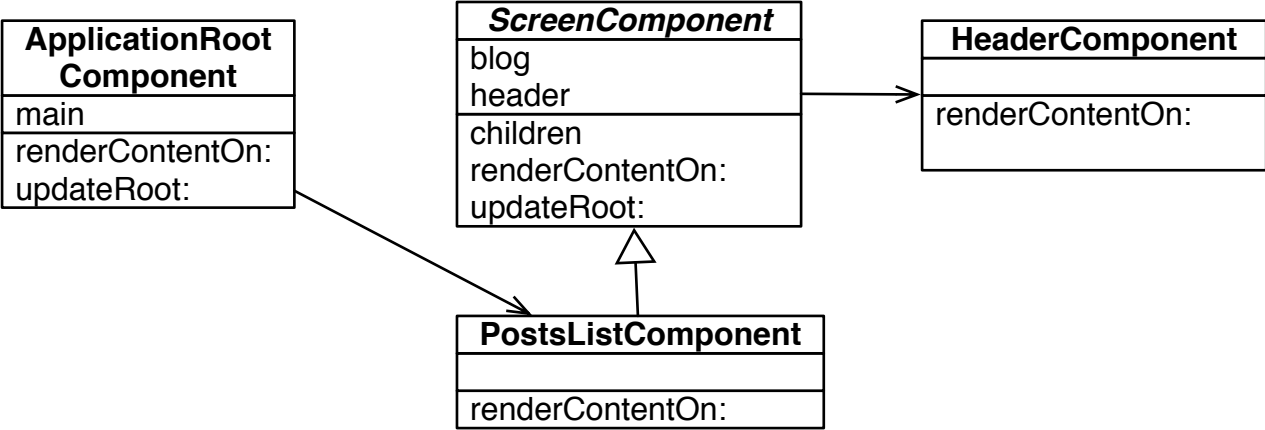 ApplicationRoot
Component
main
renderContentOn:
updateRoot:
ScreenComponent
blog
header
children
renderContentOn:
updateRoot:
HeaderComponent
renderContentOn:
PostsListComponent
renderContentOn: